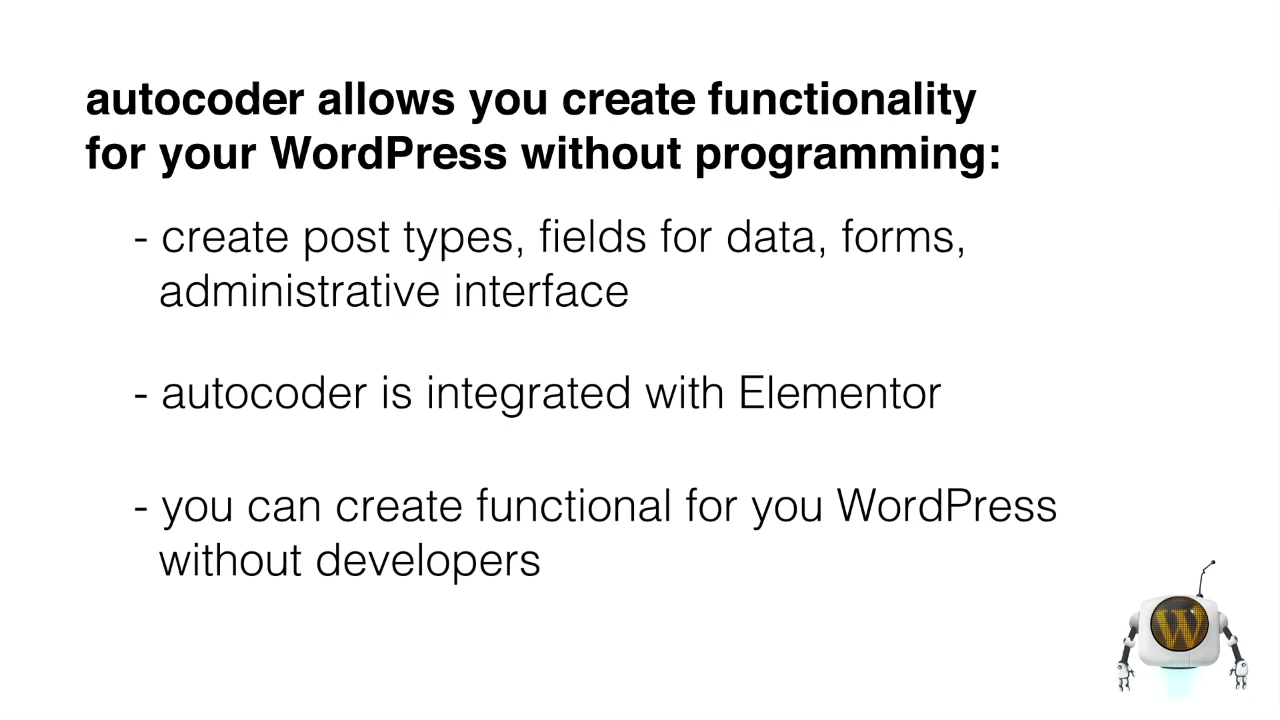 autocoder allows you create functionality
for your WordPress without programming:
- create post types, fields for data, forms,
administrative interface
- autocoder is integrated with Elementor
- you can create functional for you WordPress
without developers
W